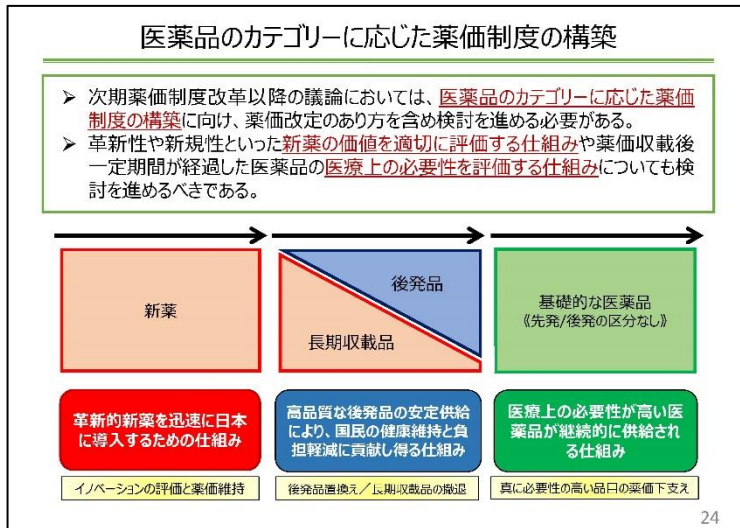 医薬品のカテゴリーに応じた薬価制度の構築
➢ 次期薬価制度改革以降の議論においては、医薬品のカテゴリーに応じた薬価
制度の構築に向け、薬価改定のあり方を含め検討を進める必要がある。
➢ 革新性や新規性といった新薬の価値を適切に評価する仕組みや薬価収載後
一定期間が経過した医薬品の医療上の必要性を評価する仕組みについても検
討を進めるべきである。
新薬
後発品
長期収載品
基礎的な医薬品
《先発/後発の区分なし》
革新的新薬を迅速に日本
に導入するための仕組み
高品質な後発品の安定供給
により、国民の健康維持と負
担軽減に貢献し得る仕組み
医療上の必要性が高い医
薬品が継続的に供給され
る仕組み
イノベーションの評価と薬価維持
後発品置換え／長期収載品の撤退
真に必要性の高い品目の薬価下支え
24